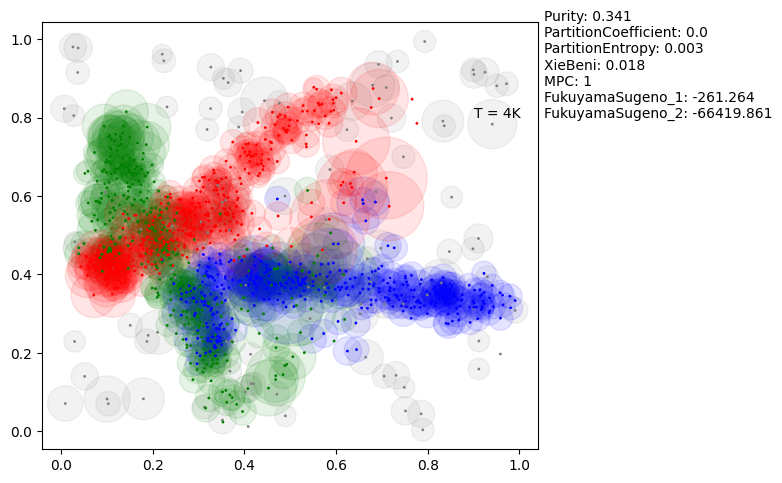 Purity: 0.341
PartitionCoefficient: 0.0
PartitionEntropy: 0.003
XieBeni: 0.018
MPC: 1
FukuyamaSugeno_1: -261.264
FukuyamaSugeno_2: -66419.861
T = 4K
1.0
0.8
0.6
0.4
0.2
0.0
0.0 0.2 0.4 0.6 0.8 1.0